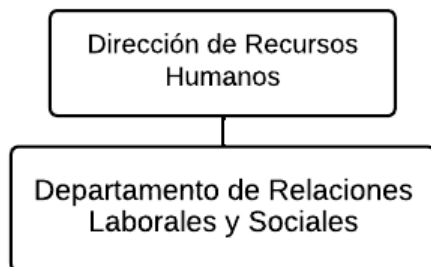 Dirección de Recursos
Humanos
Departamento de Relaciones
Laborales y Sociales